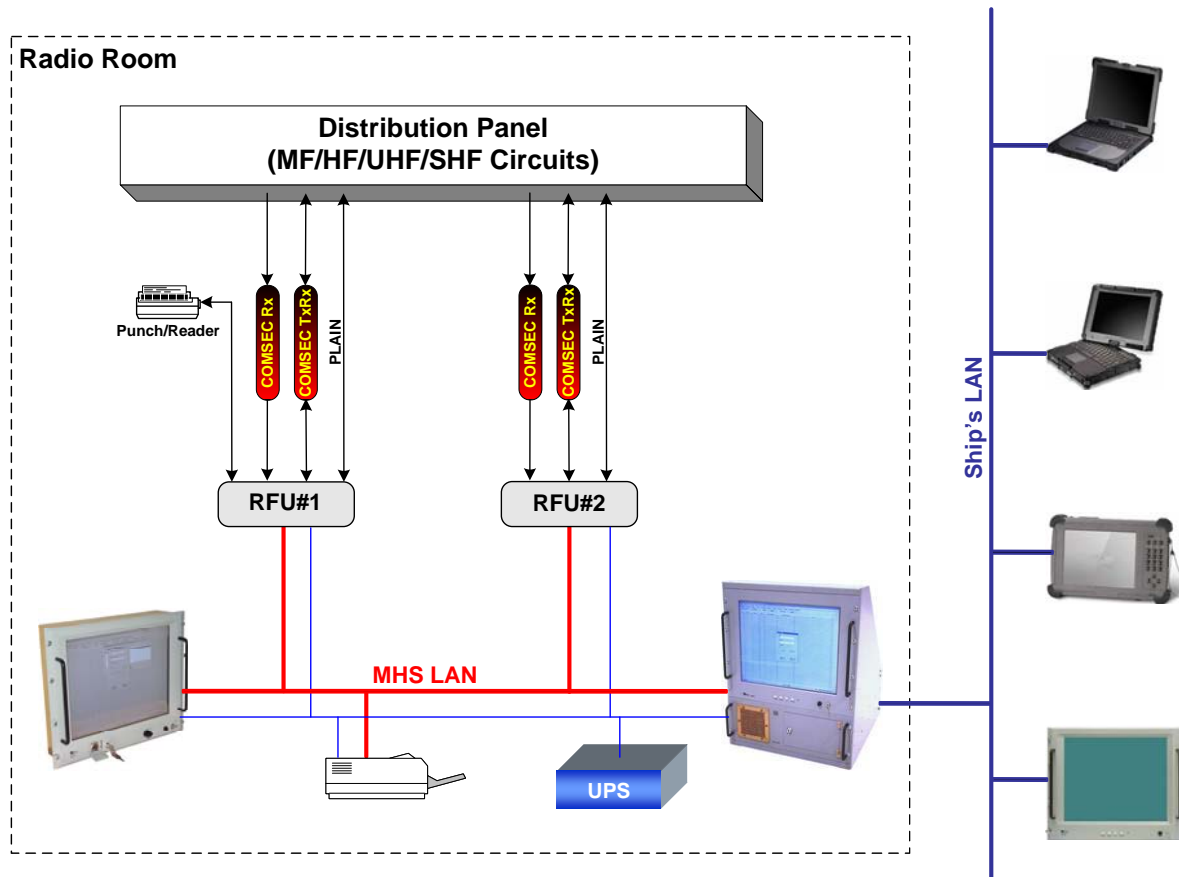 Radio Room
Distribution Panel
(MF/HF/UHF/SHF Circuits)
Punch/Reader
COMSEC Rx
COMSEC TxRx
PLAIN
COMSEC Rx
COMSEC TxRx
PLAIN
RFU#1
RFU#2
MHS LAN
UPS
Ship's LAN